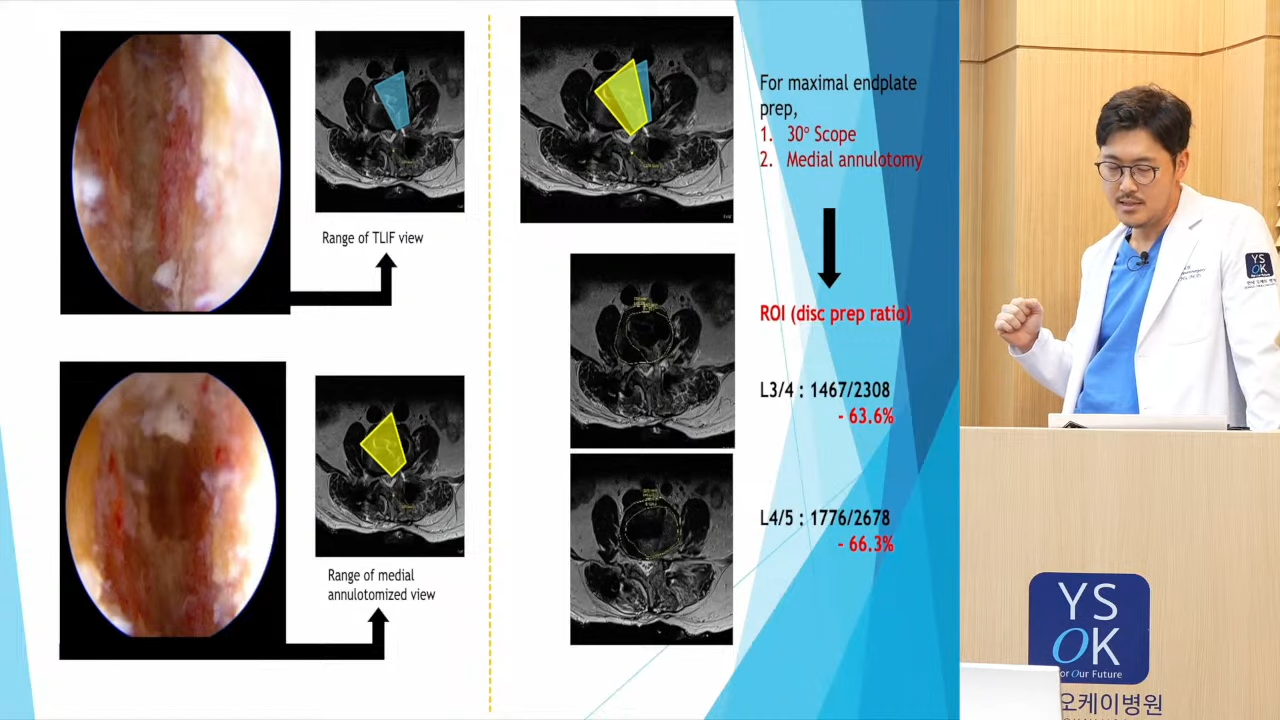 Range of TLIF view
Range of medial
annulotomized view
For maximal endplate
prep,
1. 30° Scope
2. Medial annulotomy
ROI (disc prep ratio)
L3/4 : 1467/2308
- 63.6%
L4/5 : 1776/2678
- 66.3%
YS
OK
YS
OK
or Our Future
오케이병원